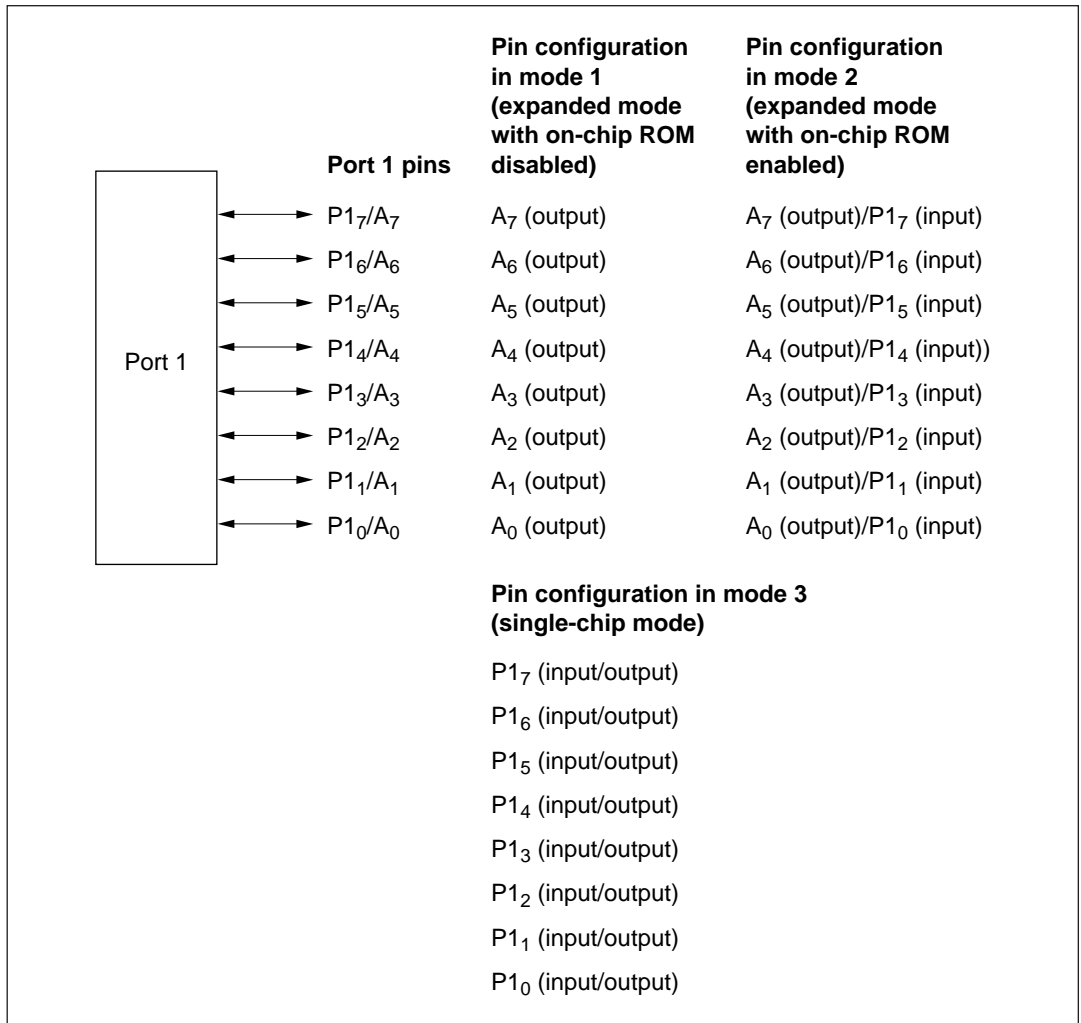 Pin configuration in mode 1 (expanded mode with on-chip ROM disabled)
Pin configuration in mode 2 (expanded mode with on-chip ROM enabled)
Port 1 pins
Port 1
P1₇/A₇ A₇ (output) A₇ (output)/P1₇ (input)
P1₆/A₆ A₆ (output) A₆ (output)/P1₆ (input)
P1₅/A₅ A₅ (output) A₅ (output)/P1₅ (input)
P1₄/A₄ A₄ (output) A₄ (output)/P1₄ (input))
P1₃/A₃ A₃ (output) A₃ (output)/P1₃ (input)
P1₂/A₂ A₂ (output) A₂ (output)/P1₂ (input)
P1₁/A₁ A₁ (output) A₁ (output)/P1₁ (input)
P1₀/A₀ A₀ (output) A₀ (output)/P1₀ (input)
Pin configuration in mode 3
(single-chip mode)
P1₇ (input/output)
P1₆ (input/output)
P1₅ (input/output)
P1₄ (input/output)
P1₃ (input/output)
P1₂ (input/output)
P1₁ (input/output)
P1₀ (input/output)